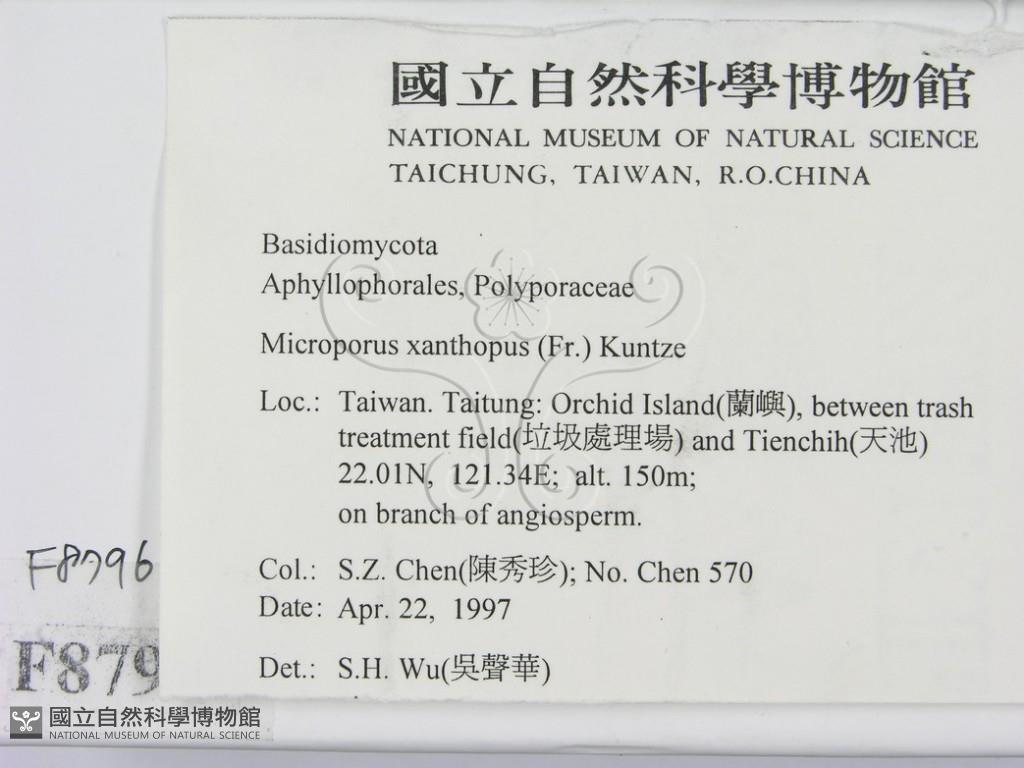 國立自然科學博物館
NATIONAL MUSEUM OF NATURAL SCIENCE
TAICHUNG, TAIWAN, R.O.CHINA
Basidiomycota
Aphyllophorales, Polyporaceae
Microporus xanthopus (Fr.) Kuntze
Loc.: Taiwan. Taitung: Orchid Island(蘭嶼), between trash
treatment field(垃圾處理場) and Tienchih(天池)
22.01N, 121.34E; alt. 150m;
on branch of angiosperm.
Col.: S.Z. Chen(陳秀珍); No. Chen 570
Date: Apr. 22, 1997
Det.: S.H. Wu(吳聲華)
F8796
F879
國立自然科學博物館
NATIONAL MUSEUM OF NATURAL SCIENCE